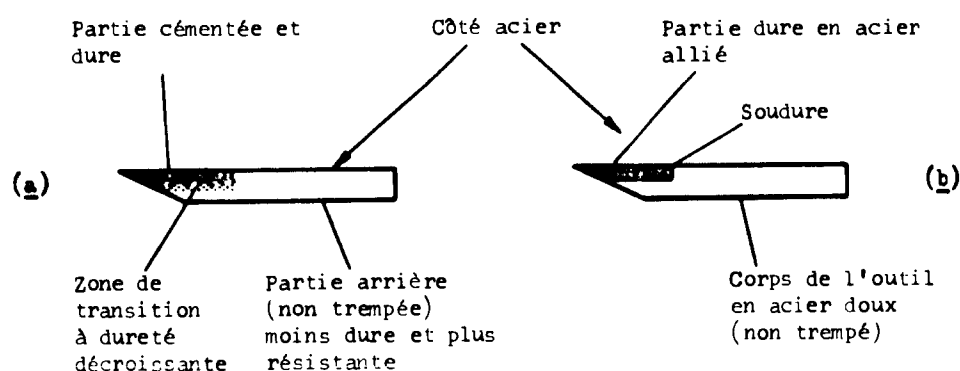 Partie cémentée et
dure
Côté acier
Partie dure en acier
allié
Soudure
(a)
(b)
Zone de
transition
à dureté
décroissante
Partie arrière
(non trempée)
moins dure et plus
résistante
Corps de l'outil
en acier doux
(non trempé)